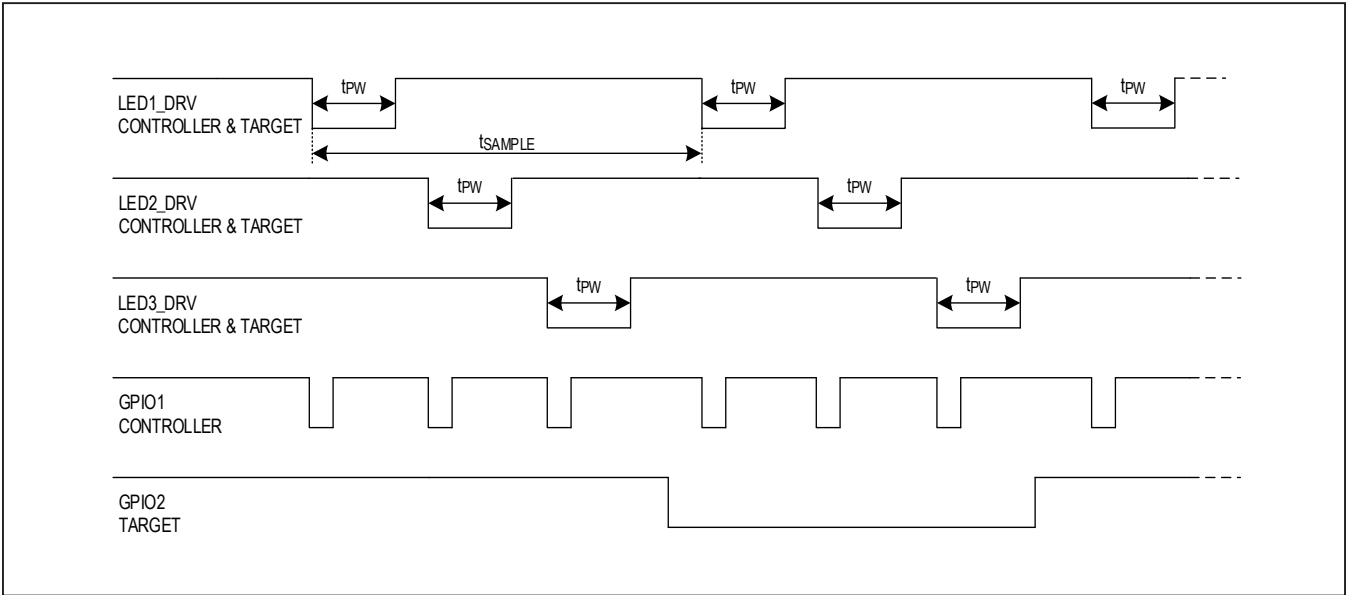 tPW
tPW
tPW
LED1_DRV
CONTROLLER & TARGET
tSAMPLE
tPW
tPW
LED2_DRV
CONTROLLER & TARGET
tPW
tPW
LED3_DRV
CONTROLLER & TARGET
GPIO1
CONTROLLER
GPIO2
TARGET